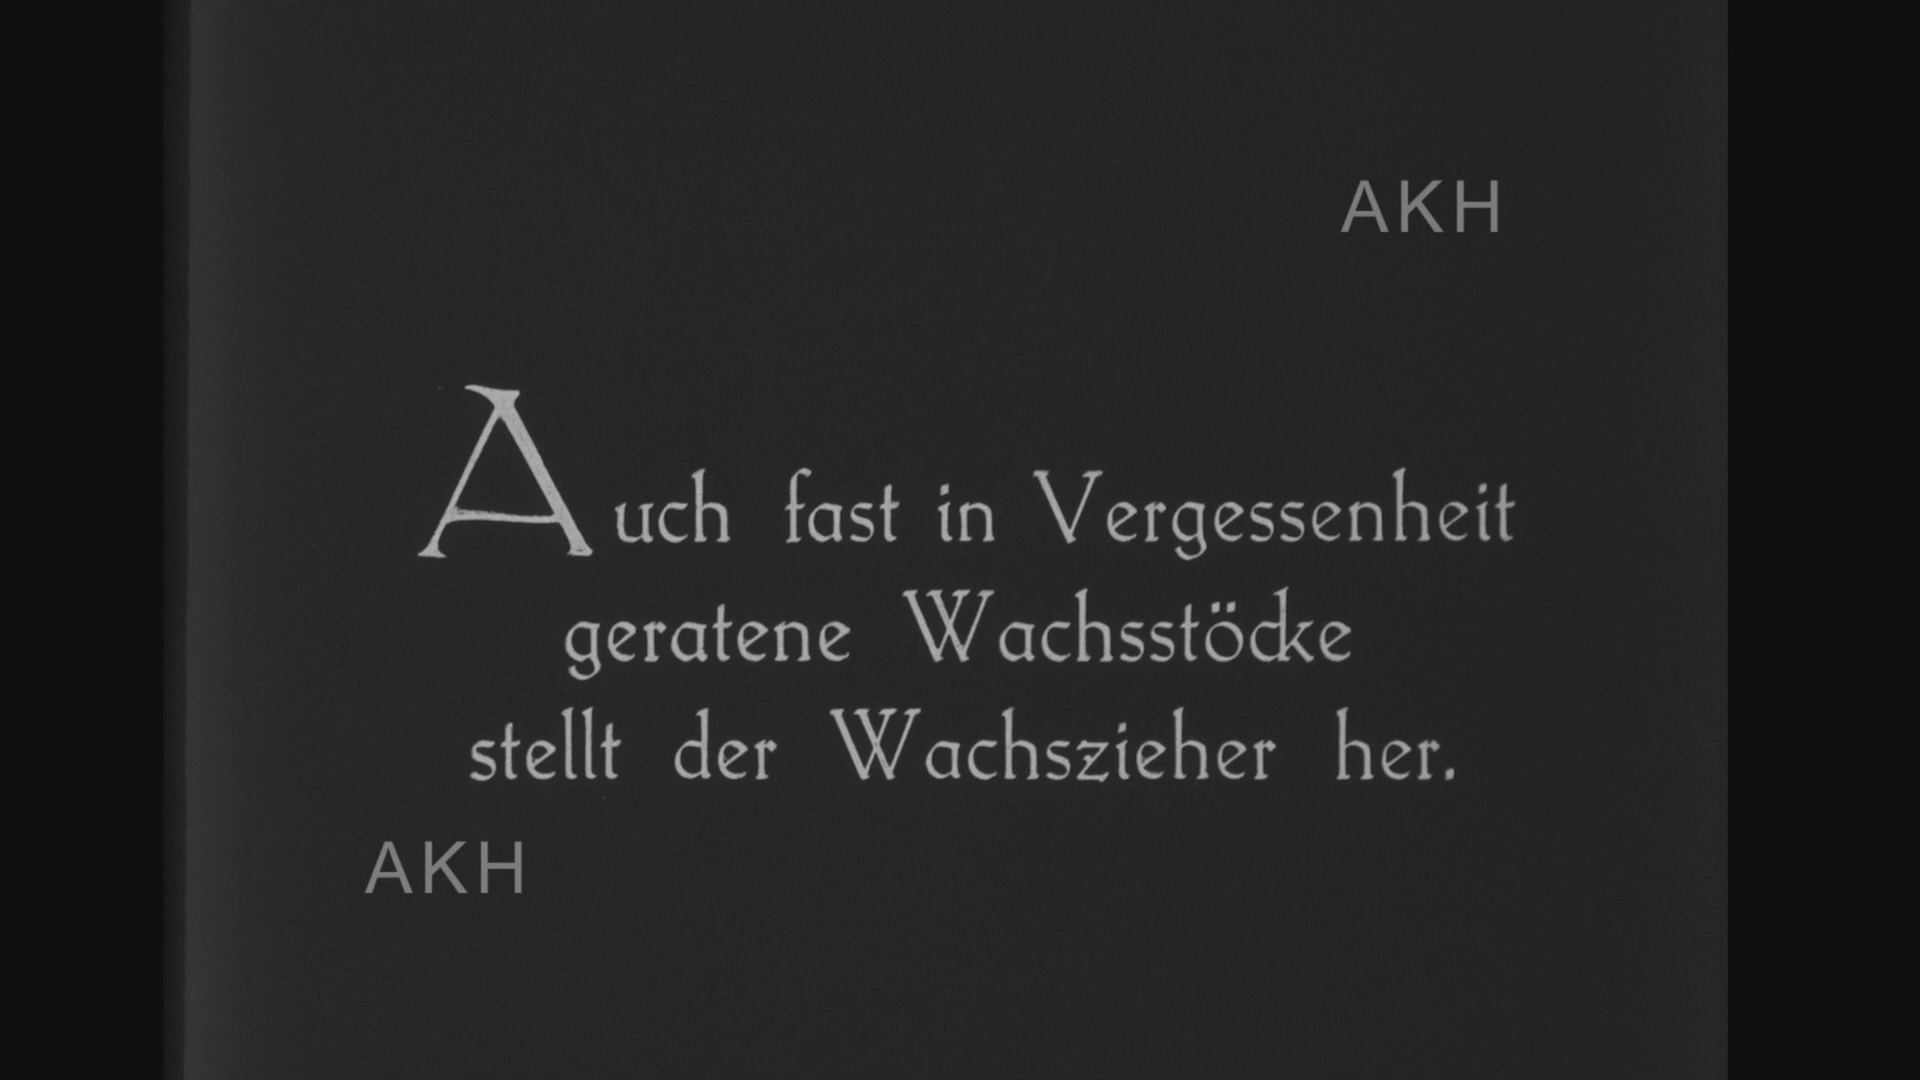 AKH
Auch fast in Vergessenheit
geratene Wachsstöcke
stellt der Wachszieher her.
AKH